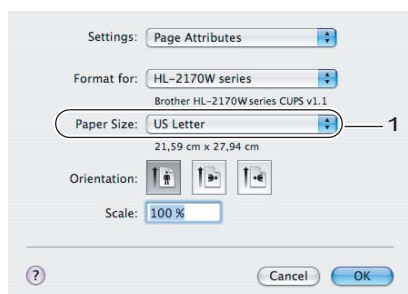 Settings: Page Attributes
Format for: HL-2170W series
Brother HL-2170W series CUPS v1.1
Paper Size: US Letter
1
21,59 cm x 27,94 cm
Orientation:
Scale: 100 %
? Cancel OK